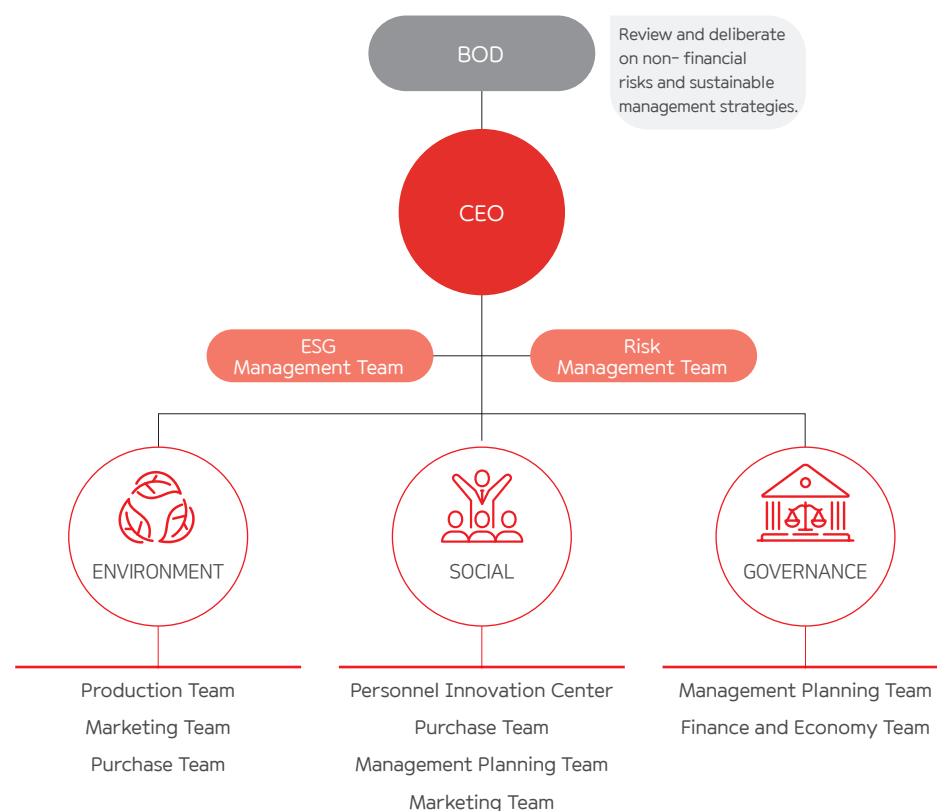 BOD
Review and deliberate
on non- financial
risks and sustainable
management strategies.
CEO
ESG
Management Team
Risk
Management Team
ENVIRONMENT
SOCIAL
GOVERNANCE
Production Team
Marketing Team
Purchase Team
Personnel Innovation Center
Purchase Team
Management Planning Team
Marketing Team
Management Planning Team
Finance and Economy Team